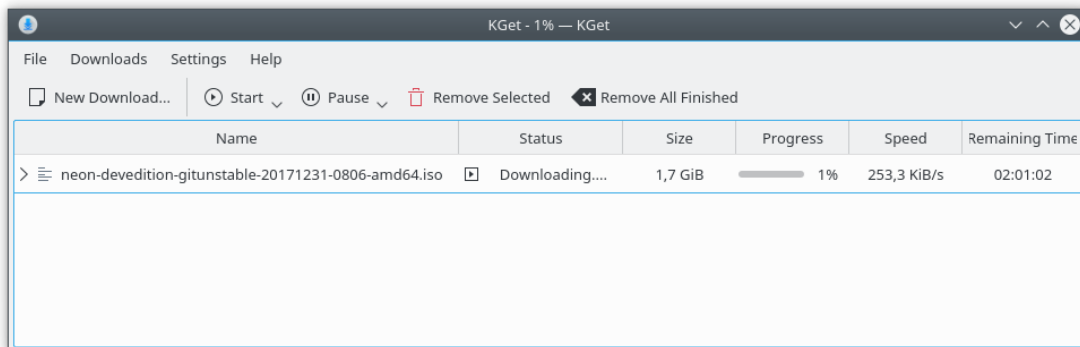 KGet - 1% — KGet
File Downloads Settings Help
New Download... Start Pause Remove Selected Remove All Finished
Name Status Size Progress Speed Remaining Time
neon-devedition-gitunstable-20171231-0806-amd64.iso Downloading.... 1,7 GiB 1% 253,3 KiB/s 02:01:02